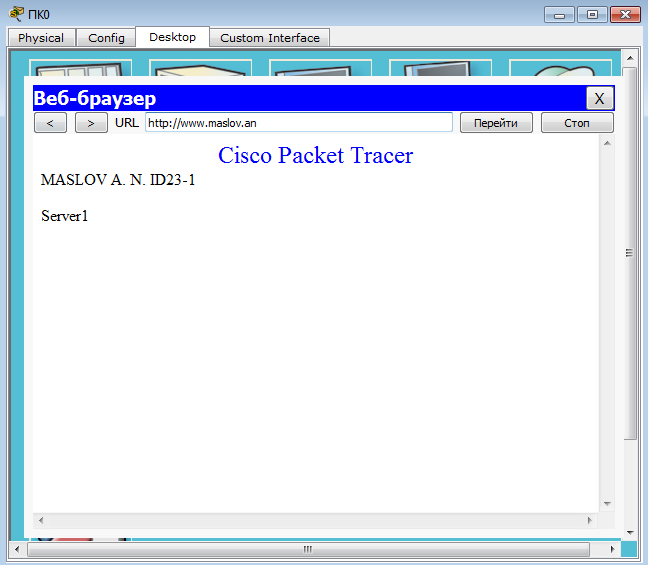 ПК0
Physical Config Desktop Custom Interface
Веб-браузер X
< > URL http://www.maslov.an Перейти Стоп
Cisco Packet Tracer
MASLOV A. N. ID23-1
Server1